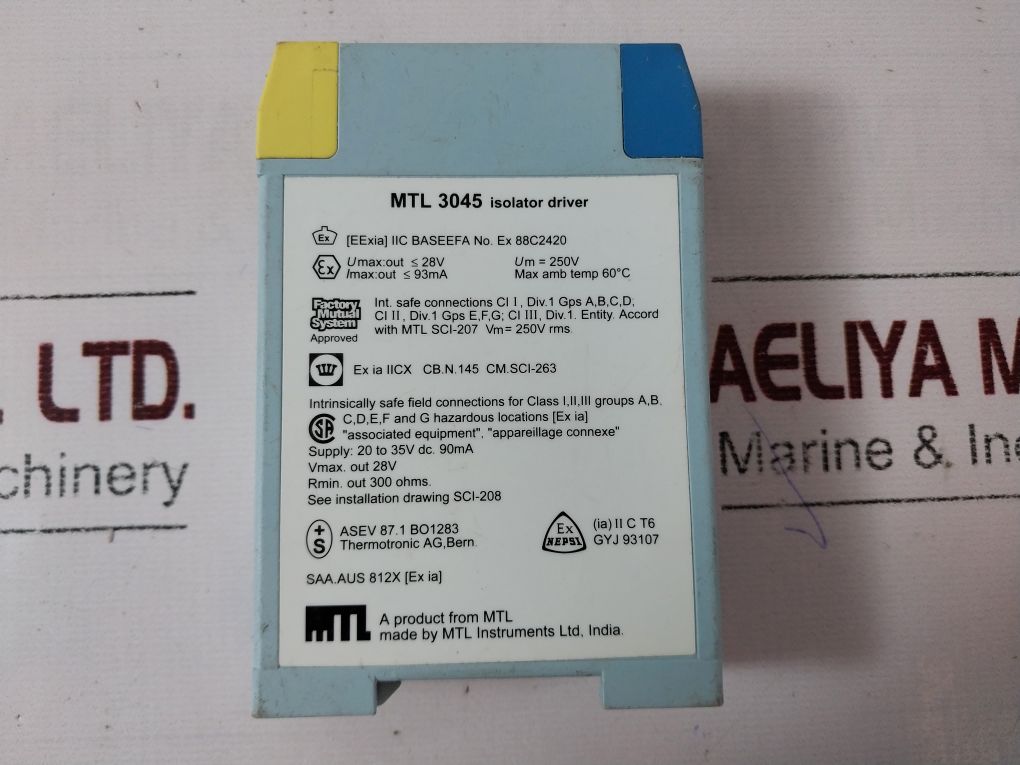 MTL 3045 isolator driver
Ex [EExia] IIC BASEEFA No. Ex 88C2420
Ex Umax:out ≤ 28V Um = 250V
Imax:out ≤ 93mA Max amb temp 60°C
Factory Mutual System
Approved
Int. safe connections Cl I, Div.1 Gps A,B,C,D;
Cl II, Div.1 Gps E,F,G; Cl III, Div.1. Entity. Accord
with MTL SCI-207 Vm= 250V rms.
Ex ia IICX CB.N.145 CM.SCI-263
Intrinsically safe field connections for Class I,II,III groups A,B,
C,D,E,F and G hazardous locations [Ex ia]
SA "associated equipment", "appareillage connexe"
Supply: 20 to 35V dc. 90mA
Vmax. out 28V
Rmin. out 300 ohms.
See installation drawing SCI-208
+S ASEV 87.1 BO1283
Thermotronic AG,Bern.
Ex NEPSI (ia) II C T6
GYJ 93107
SAA.AUS 812X [Ex ia]
MTL A product from MTL
made by MTL Instruments Ltd, India.
. LTD.
chinery
AELIYA M
Marine & Ind